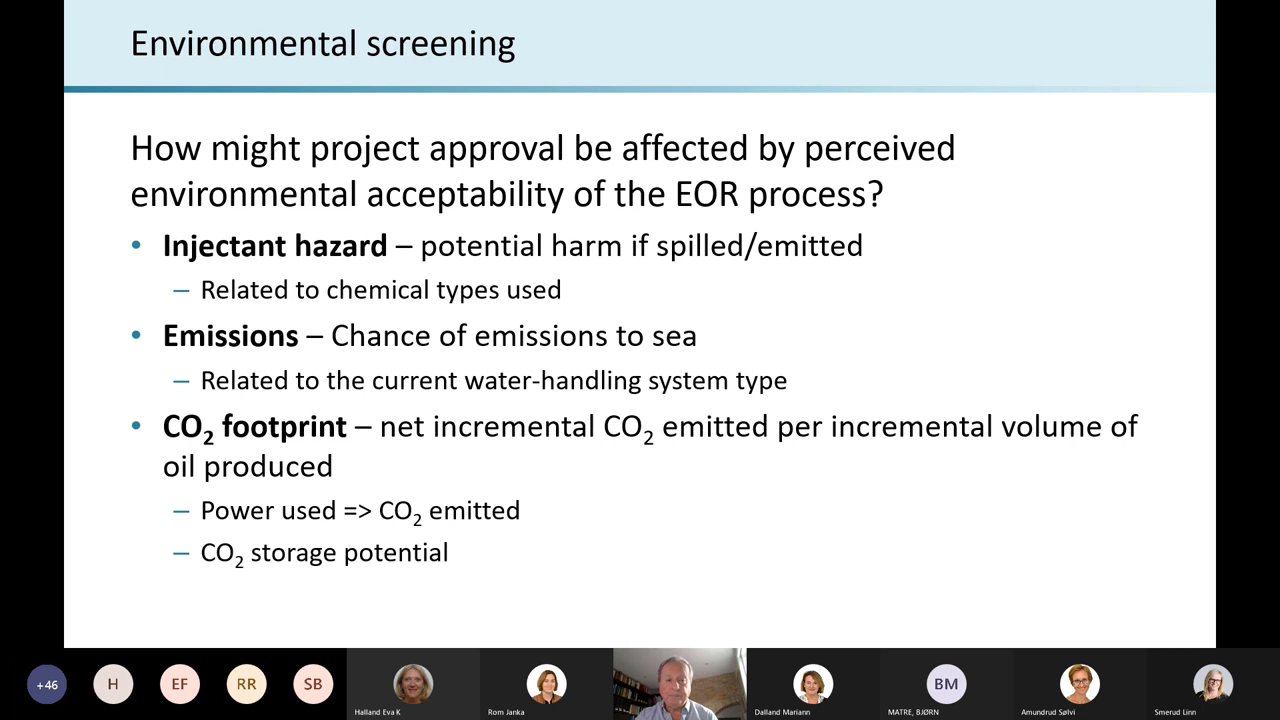 Environmental screening
How might project approval be affected by perceived
environmental acceptability of the EOR process?
• Injectant hazard – potential harm if spilled/emitted
– Related to chemical types used
• Emissions – Chance of emissions to sea
– Related to the current water-handling system type
• CO₂ footprint – net incremental CO₂ emitted per incremental volume of
oil produced
– Power used => CO₂ emitted
– CO₂ storage potential
+46 H EF RR SB BM
Halland Eva K Rom Janka Dalland Mariann MATRE, BJØRN Amundrud Sølvi Smerud Linn